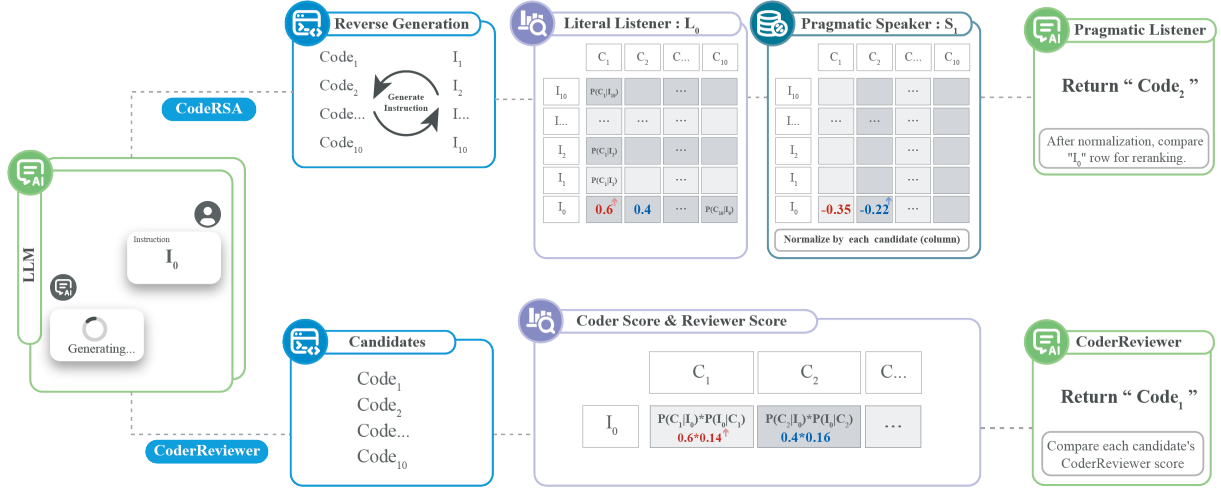 LLM
Instruction
I0
Generating...
CodeRSA
CoderReviewer
Reverse Generation
Code1 I1
Code2 I2
Code... I...
Code10 I10
Generate
Instruction
Literal Listener : L0
C1 C2 C... C10
I10 P(C1|I10) ...
I... ... ... ...
I2 P(C1|I2) ...
I1 P(C1|I1) ...
I0 0.6 0.4 ... P(C10|I0)
Pragmatic Speaker : S1
C1 C2 C... C10
I10 ...
I... ... ... ...
I2 ...
I1 ...
I0 -0.35 -0.22 ...
Normalize by each candidate (column)
Pragmatic Listener
Return “ Code2 ”
After normalization, compare
"I0" row for reranking.
Candidates
Code1
Code2
Code...
Code10
Coder Score & Reviewer Score
C1 C2 C...
I0 P(C1|I0)*P(I0|C1) P(C2|I0)*P(I0|C2) ...
0.6*0.14 0.4*0.16
CoderReviewer
Return “ Code1 ”
Compare each candidate's
CoderReviewer score